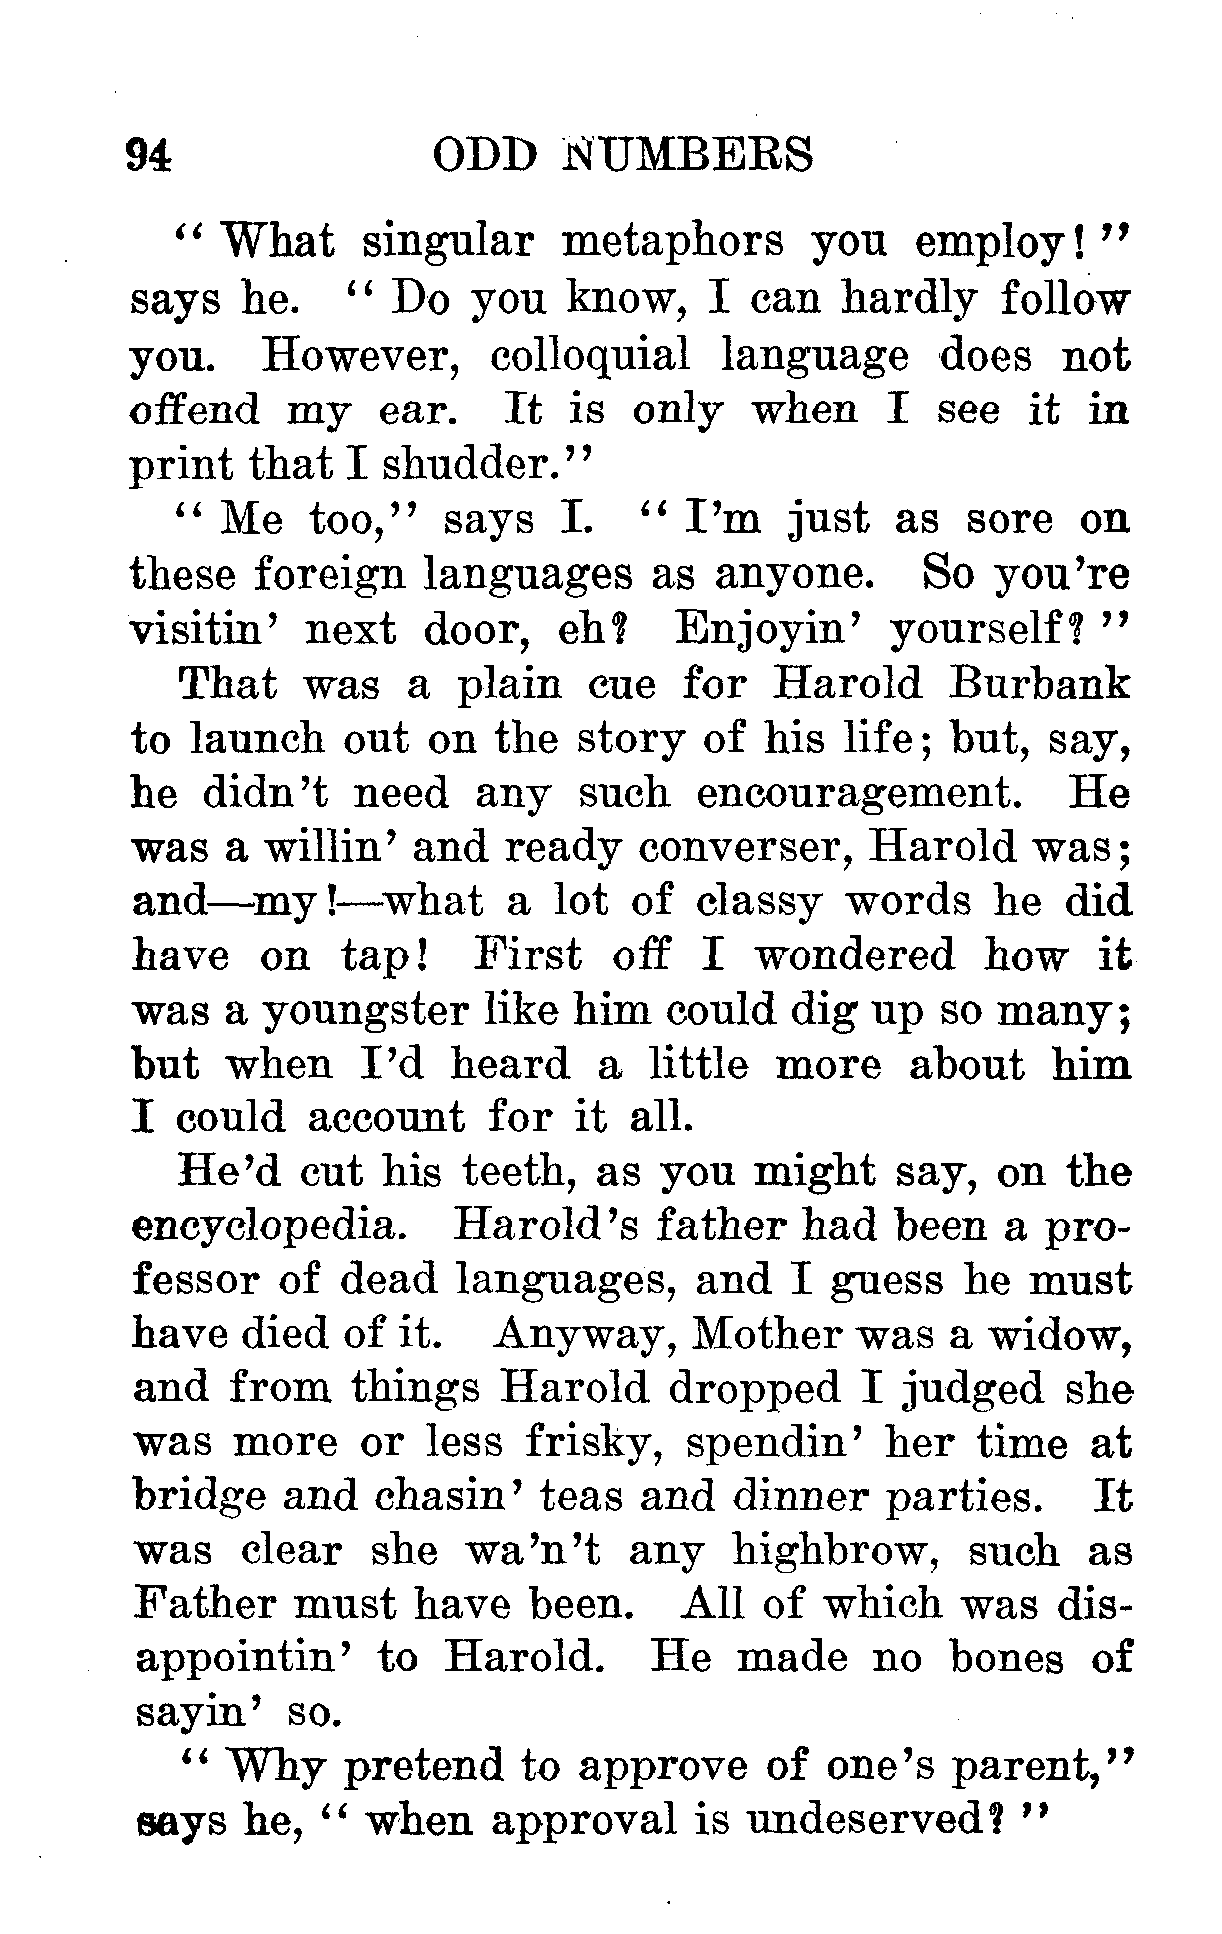 94 ODD NUMBERS
“ What singular metaphors you employ! ”
says he. “ Do you know, I can hardly follow
you. However, colloquial language does not
offend my ear. It is only when I see it in
print that I shudder.”
“ Me too,” says I. “ I’m just as sore on
these foreign languages as anyone. So you’re
visitin’ next door, eh? Enjoyin’ yourself? ”
That was a plain cue for Harold Burbank
to launch out on the story of his life; but, say,
he didn’t need any such encouragement. He
was a willin’ and ready converser, Harold was;
and—my!—what a lot of classy words he did
have on tap! First off I wondered how it
was a youngster like him could dig up so many;
but when I’d heard a little more about him
I could account for it all.
He’d cut his teeth, as you might say, on the
encyclopedia. Harold’s father had been a pro-
fessor of dead languages, and I guess he must
have died of it. Anyway, Mother was a widow,
and from things Harold dropped I judged she
was more or less frisky, spendin’ her time at
bridge and chasin’ teas and dinner parties. It
was clear she wa’n’t any highbrow, such as
Father must have been. All of which was dis-
appointin’ to Harold. He made no bones of
sayin’ so.
“ Why pretend to approve of one’s parent,”
says he, “ when approval is undeserved? ”